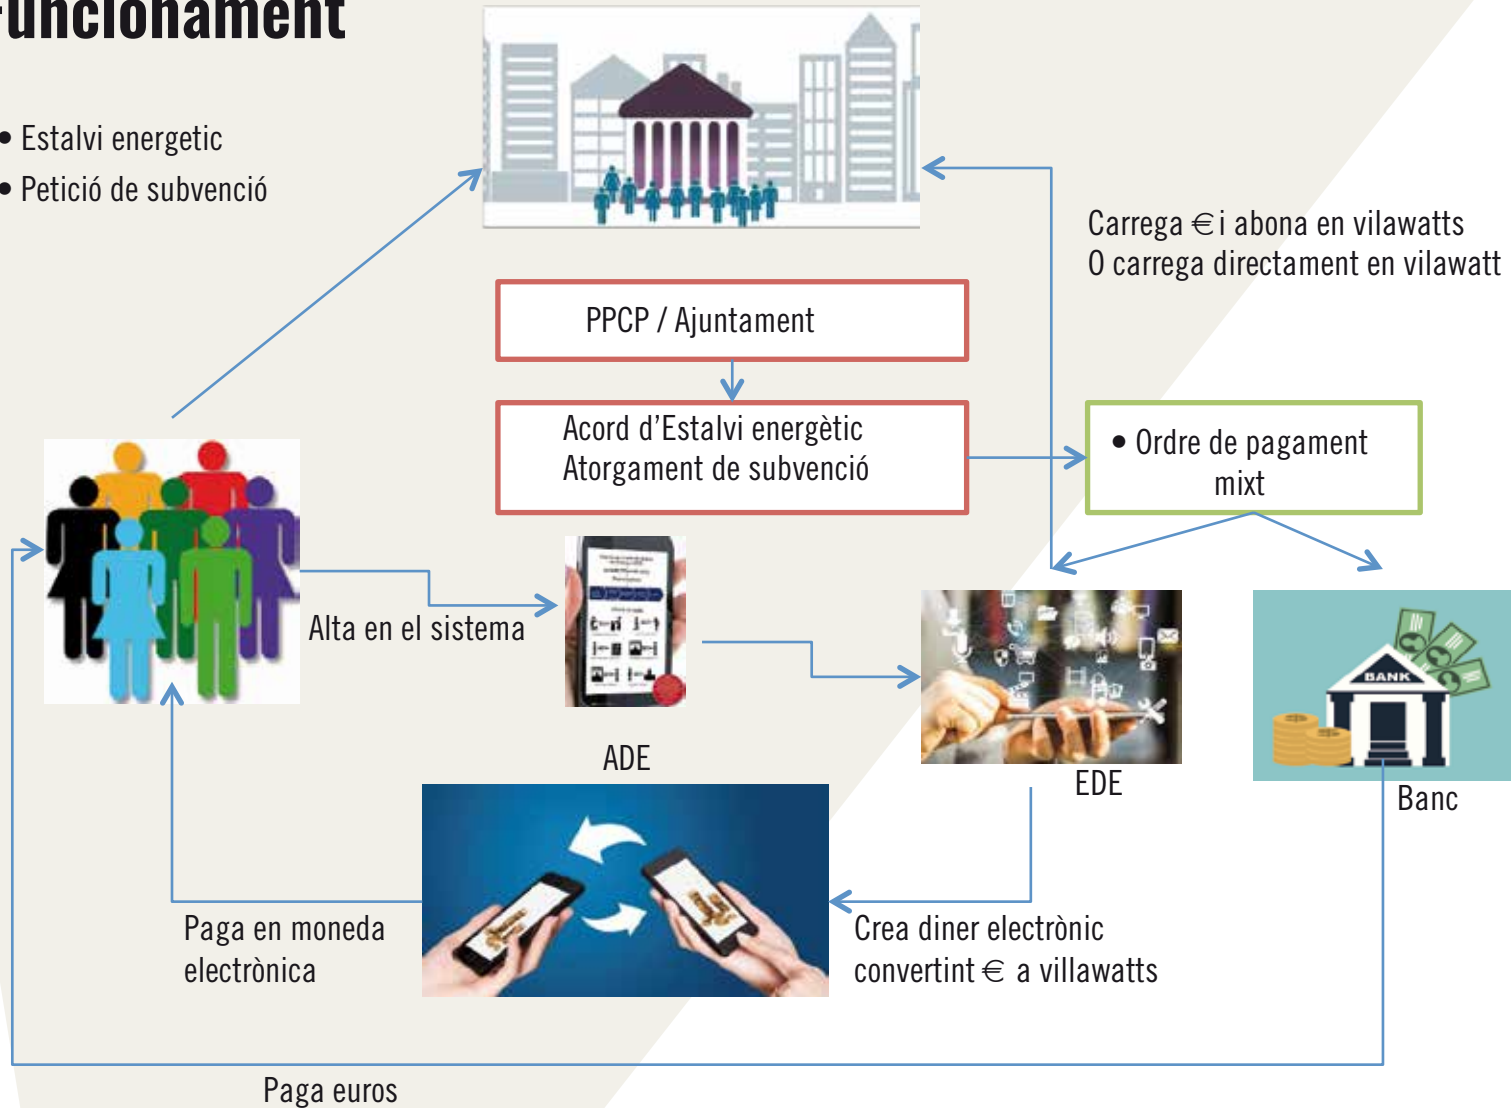 Funcionament
• Estalvi energetic
• Petició de subvenció
Carrega € i abona en vilawatts
O carrega directament en vilawatt
PPCP / Ajuntament
Acord d’Estalvi energètic
Atorgament de subvenció
• Ordre de pagament
mixt
Alta en el sistema
ADE
EDE
BANK
Banc
Paga en moneda
electrònica
Crea diner electrònic
convertint € a villawatts
Paga euros